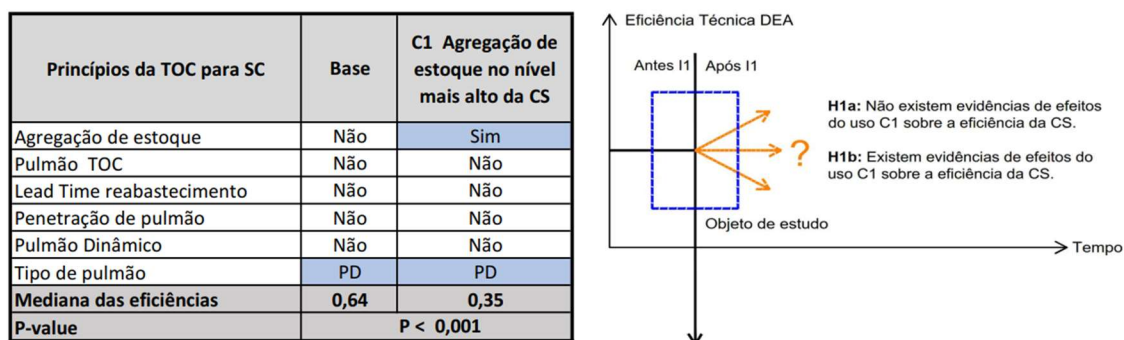 Princípios da TOC para SC
Base
C1 Agregação de
estoque no nível
mais alto da CS
Agregação de estoque Não Sim
Pulmão TOC Não Não
Lead Time reabastecimento Não Não
Penetração de pulmão Não Não
Pulmão Dinâmico Não Não
Tipo de pulmão PD PD
Mediana das eficiências 0,64 0,35
P-value P < 0,001
Eficiência Técnica DEA
Antes I1 Após I1
H1a: Não existem evidências de efeitos
do uso C1 sobre a eficiência da CS.
?
H1b: Existem evidências de efeitos do
uso C1 sobre a eficiência da CS.
Objeto de estudo
Tempo